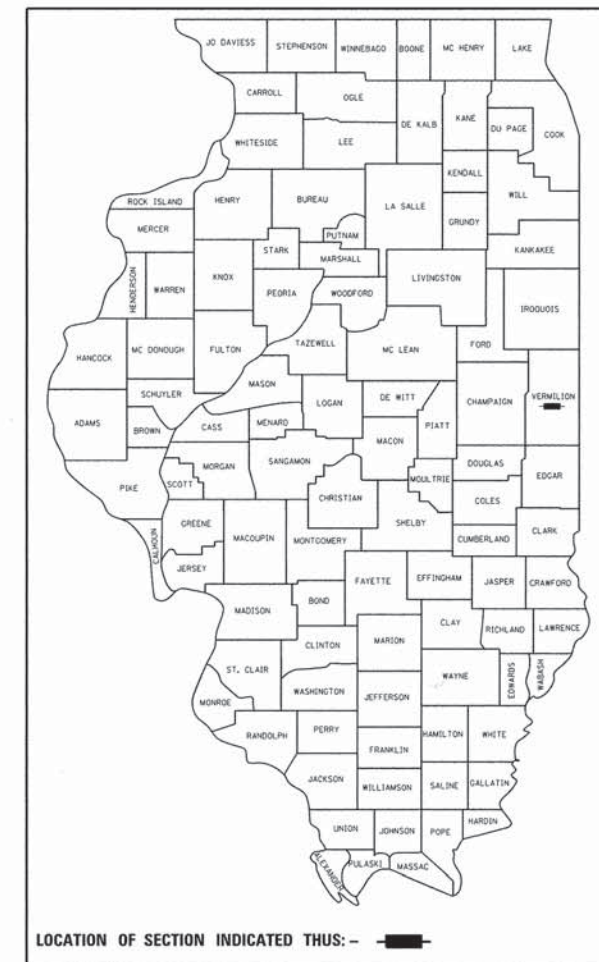 JO DAVIESS STEPHENSON WINNEBAGO BOONE MC HENRY LAKE
CARROLL OGLE DE KALB KANE DU PAGE COOK
WHITESIDE LEE KENDALL WILL
ROCK ISLAND HENRY BUREAU LA SALLE GRUNDY
MERCER PUTNAM KANKAKEE
STARK MARSHALL
HENDERSON WARREN KNOX PEORIA WOODFORD LIVINGSTON IROQUOIS
HANCOCK MC DONOUGH FULTON TAZEWELL MC LEAN FORD
MASON
SCHUYLER LOGAN DE WITT CHAMPAIGN VERMILION
ADAMS BROWN CASS MENARD PIATT
MACON
PIKE SCOTT MORGAN SANGAMON MOULTRIE DOUGLAS EDGAR
CHRISTIAN COLES
CALHOUN GREENE MACOUPIN MONTGOMERY SHELBY CUMBERLAND CLARK
JERSEY
FAYETTE EFFINGHAM JASPER CRAWFORD
MADISON BOND
CLINTON MARION CLAY RICHLAND LAWRENCE
ST. CLAIR WASHINGTON JEFFERSON WAYNE EDWARDS WABASH
MONROE
RANDOLPH PERRY HAMILTON WHITE
FRANKLIN
JACKSON WILLIAMSON SALINE GALLATIN
UNION JOHNSON POPE HARDIN
ALEXANDER PULASKI MASSAC
LOCATION OF SECTION INDICATED THUS: -